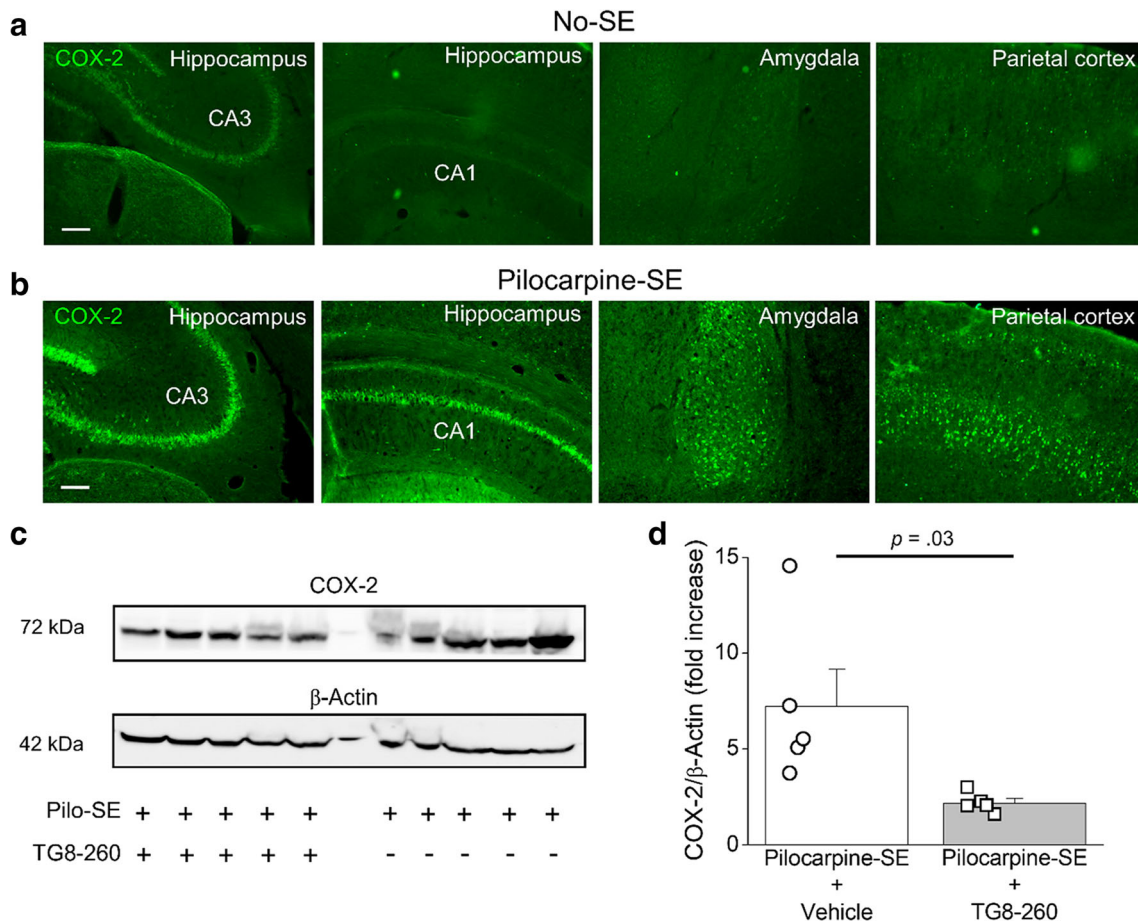 a
No-SE
COX-2
Hippocampus
CA3
Hippocampus
CA1
Amygdala
Parietal cortex
b
Pilocarpine-SE
COX-2
Hippocampus
CA3
Hippocampus
CA1
Amygdala
Parietal cortex
c
COX-2
72 kDa
β-Actin
42 kDa
Pilo-SE + + + + + + + + + +
TG8-260 + + + + + - - - - -
d
p = .03
COX-2/β-Actin (fold increase)
15
10
5
0
Pilocarpine-SE
+
Vehicle
Pilocarpine-SE
+
TG8-260